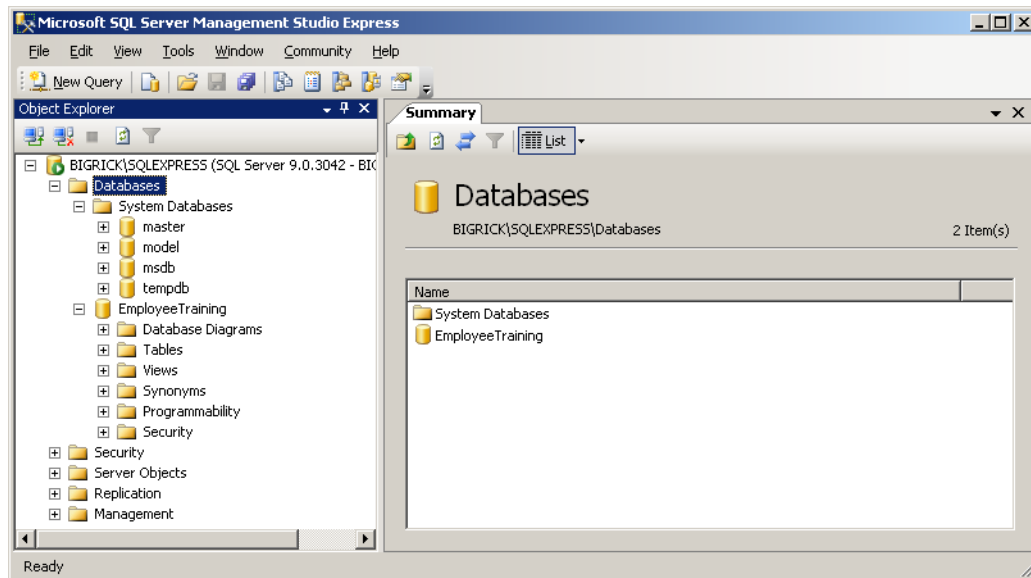 Microsoft SQL Server Management Studio Express
File Edit View Tools Window Community Help
New Query
Object Explorer
BIGRICK\SQLEXPRESS (SQL Server 9.0.3042 - BI
Databases
System Databases
master
model
msdb
tempdb
EmployeeTraining
Database Diagrams
Tables
Views
Synonyms
Programmability
Security
Security
Server Objects
Replication
Management
Summary
List
Databases
BIGRICK\SQLEXPRESS\Databases
2 Item(s)
Name
System Databases
EmployeeTraining
Ready